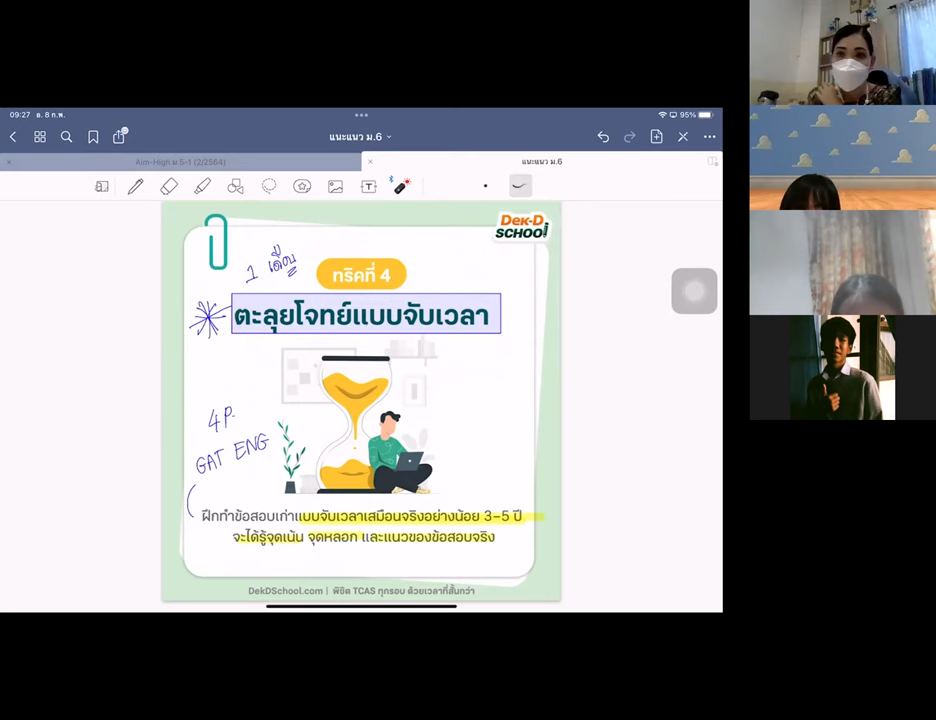 09:27 อ. 8 ก.พ.
95%
แนะแนว ม.6
Aim-High ม.5-1 (2/2564)
แนะแนว ม.6
T
DEK-D
SCHOOL
1 เดือน
ทริคที่ 4
ตะลุยโจทย์แบบจับเวลา
4P.
GAT ENG
ฝึกทำข้อสอบเก่าแบบจับเวลาเสมือนจริงอย่างน้อย 3-5 ปี
จะได้รู้จุดเน้น จุดหลอก และแนวของข้อสอบจริง
DekDSchool.com | พิชิต TCAS ทุกรอบ ด้วยเวลาที่สั้นกว่า